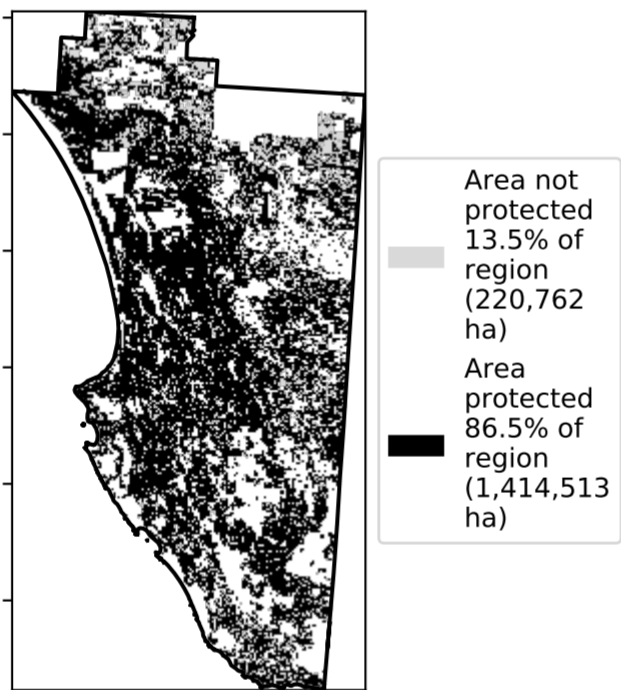 Area not
protected
13.5% of
region
(220,762
ha)
Area
protected
86.5% of
region
(1,414,513
ha)